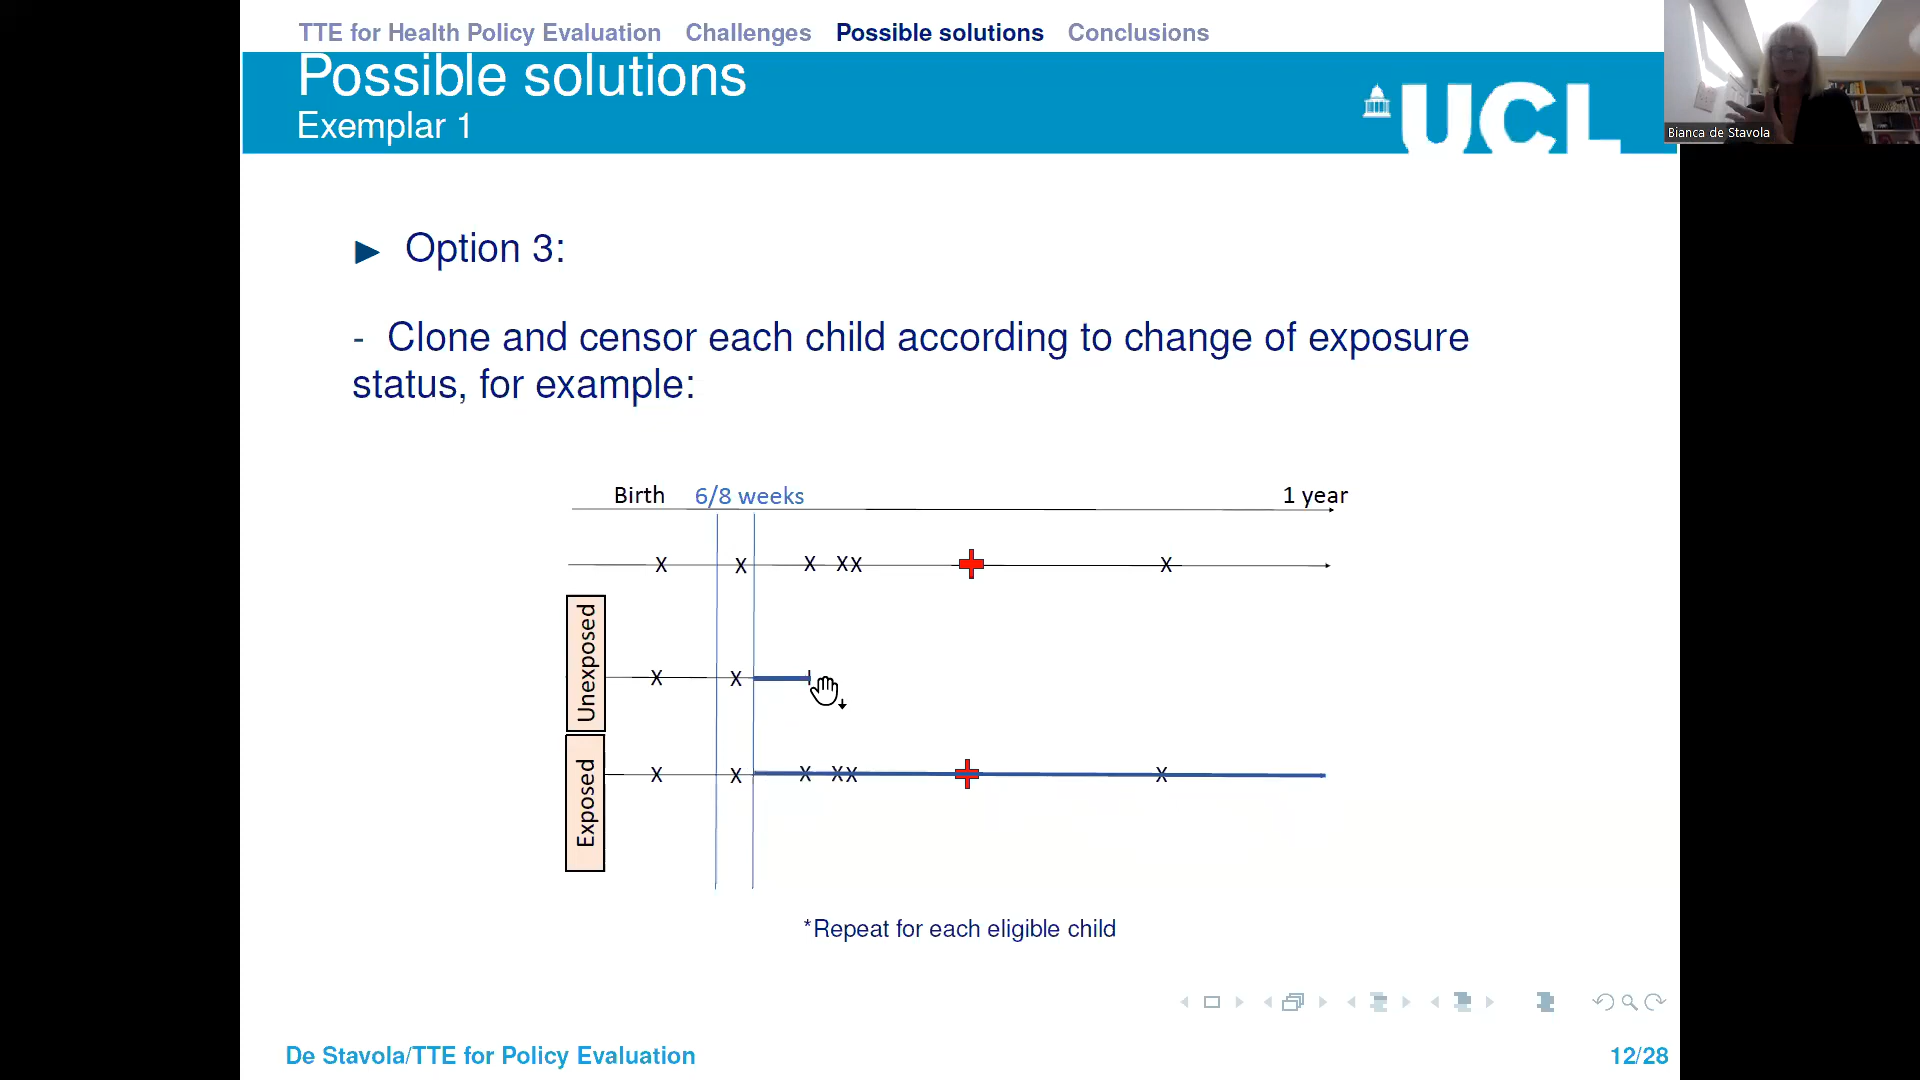 TTE for Health Policy Evaluation Challenges Possible solutions Conclusions
Possible solutions
Exemplar 1
UCL
Bianca de Stavola
Option 3:
- Clone and censor each child according to change of exposure
status, for example:
Birth 6/8 weeks 1 year
X X X XX X
Unexposed
X X
Exposed
X X X XX X
*Repeat for each eligible child
De Stavola/TTE for Policy Evaluation 12/28